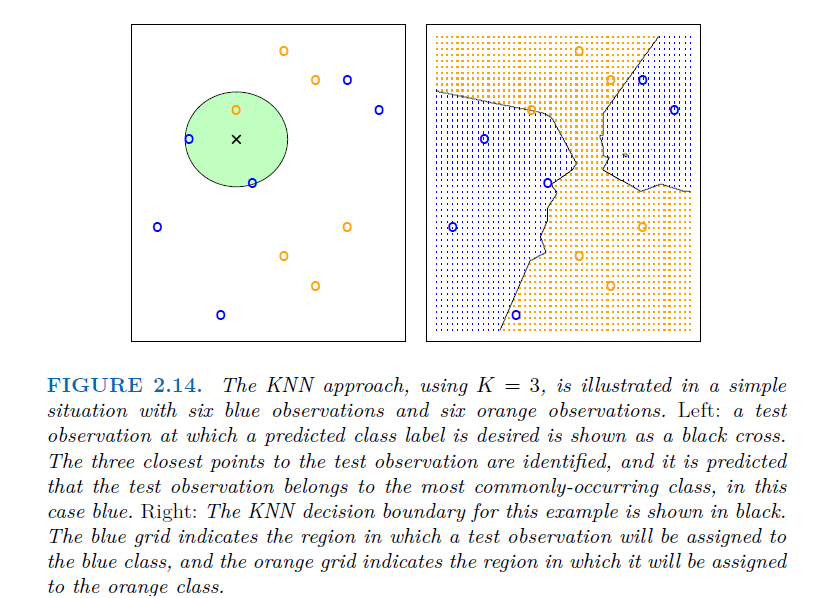 FIGURE 2.14. The KNN approach, using K = 3, is illustrated in a simple
situation with six blue observations and six orange observations. Left: a test
observation at which a predicted class label is desired is shown as a black cross.
The three closest points to the test observation are identified, and it is predicted
that the test observation belongs to the most commonly-occurring class, in this
case blue. Right: The KNN decision boundary for this example is shown in black.
The blue grid indicates the region in which a test observation will be assigned to
the blue class, and the orange grid indicates the region in which it will be assigned
to the orange class.